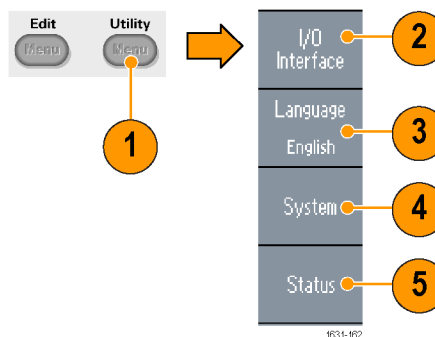 Edit
Utility
Menu
Menu
1
I/O
Interface
2
Language
English
3
System
4
Status
5
1631-162